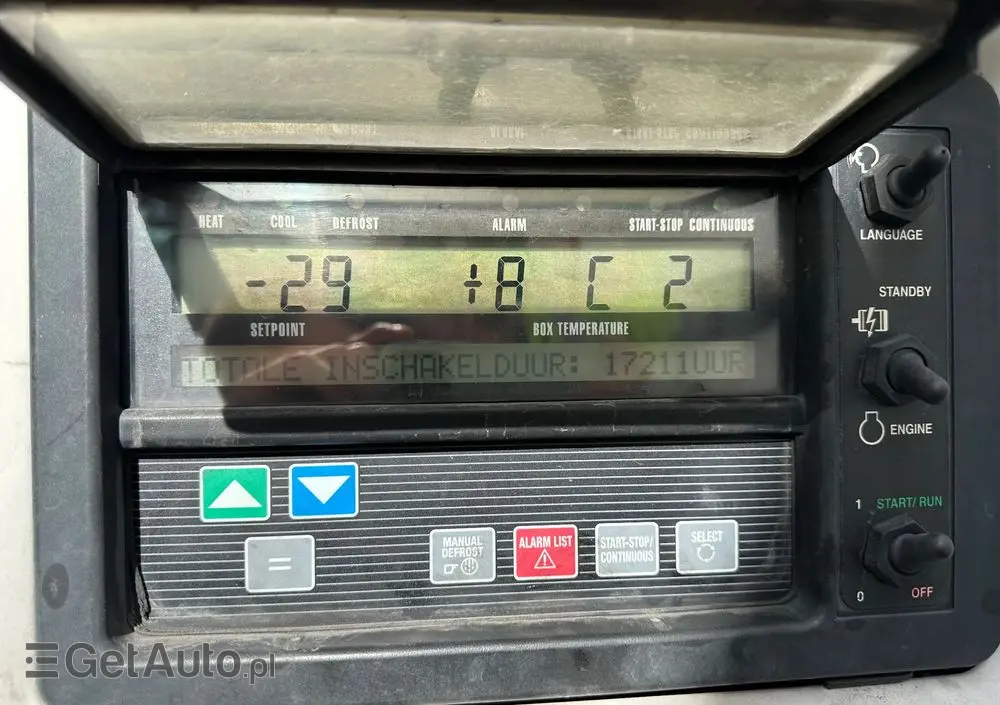 HEAT COOL DEFROST ALARM START-STOP CONTINUOUS
-29 +8 C 2
SETPOINT BOX TEMPERATURE
TOTALE INSCHAKELDUUR: 17211UUR
MANUAL DEFROST
ALARM LIST
START-STOP/ CONTINUOUS
SELECT
=
LANGUAGE
STANDBY
ENGINE
1 START/ RUN
0 OFF
GetAuto.pl